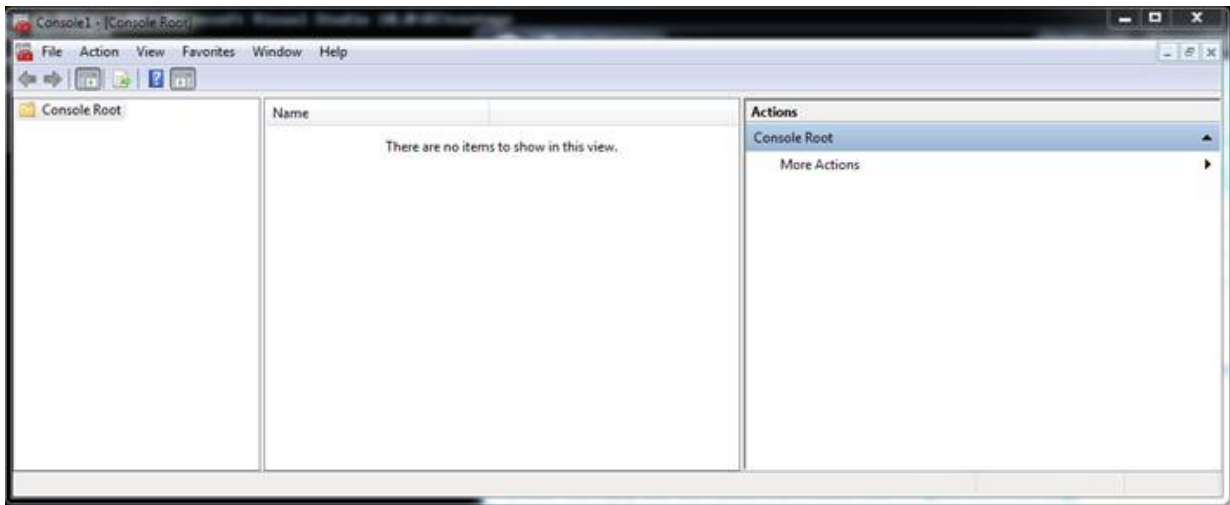 Console1 - [Console Root]
File Action View Favorites Window Help
Console Root
Name
There are no items to show in this view.
Actions
Console Root
More Actions